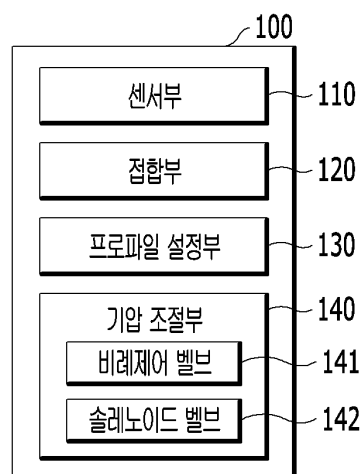 100
센서부 110
접합부 120
프로파일 설정부 130
기압 조절부 140
비례제어 벨브 141
솔레노이드 벨브 142